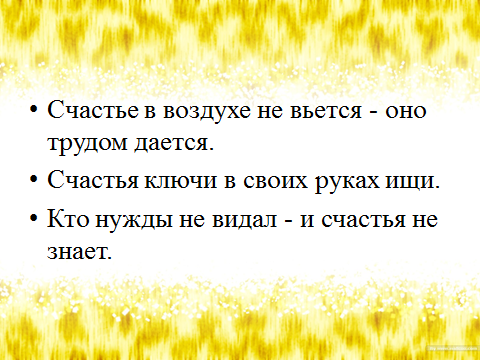 • Счастье в воздухе не вьется - оно
трудом дается.
• Счастья ключи в своих руках ищи.
• Кто нужды не видал - и счастья не
знает.